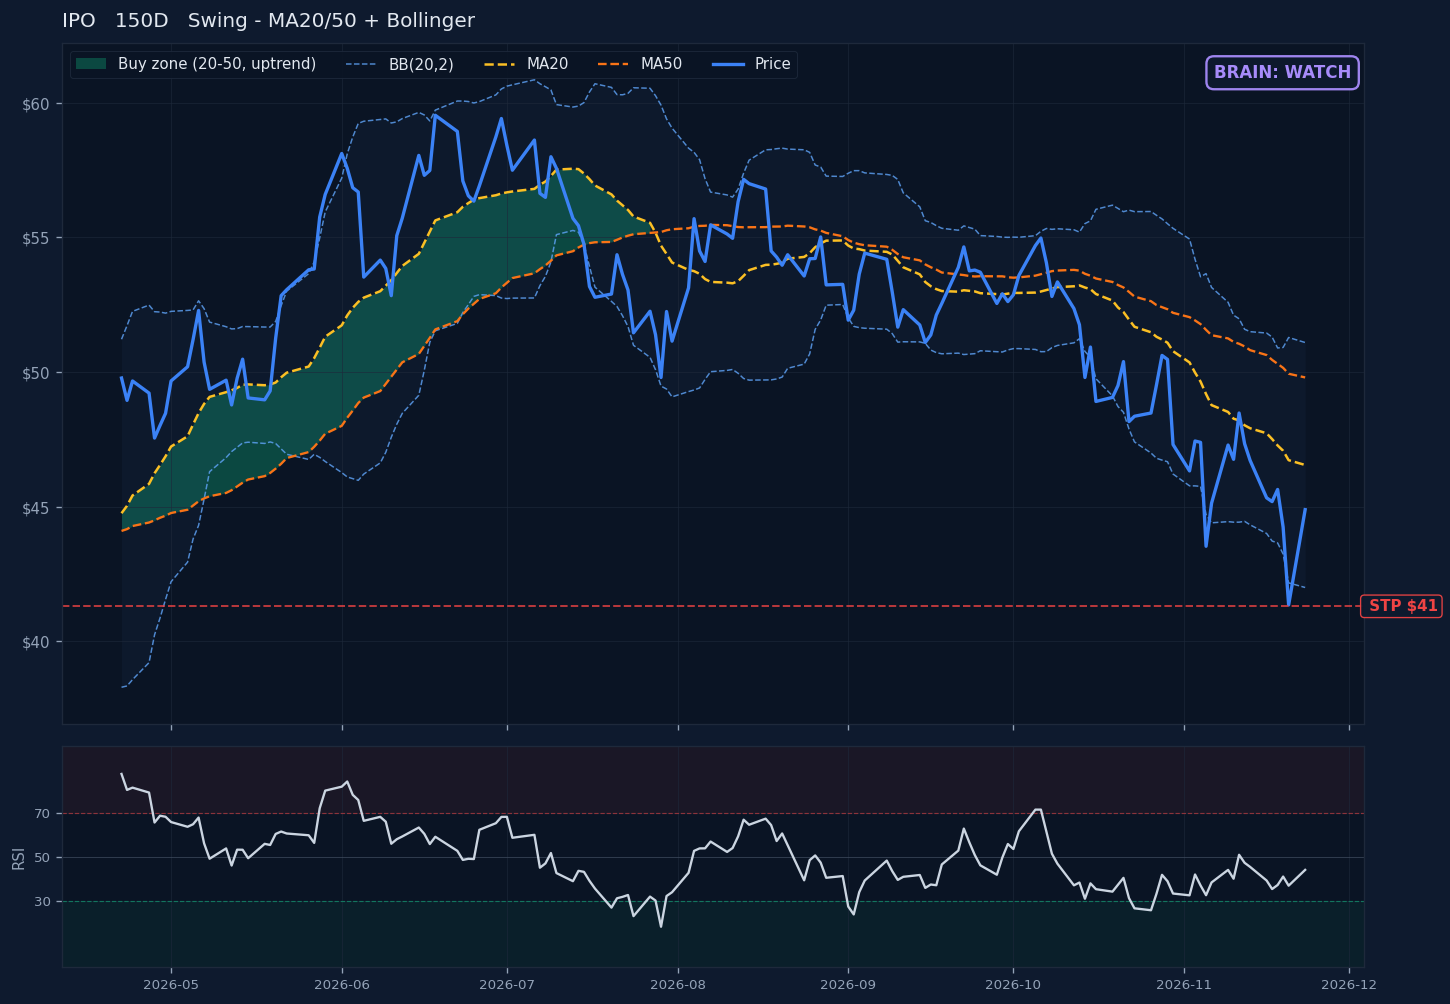 IPO 150D Swing - MA20/50 + Bollinger
Buy zone (20-50, uptrend) BB(20,2) MA20 MA50 Price
BRAIN: WATCH
$60
$55
$50
$45
STP $41
$40
70
50
30
RSI
2026-05 2026-06 2026-07 2026-08 2026-09 2026-10 2026-11 2026-12